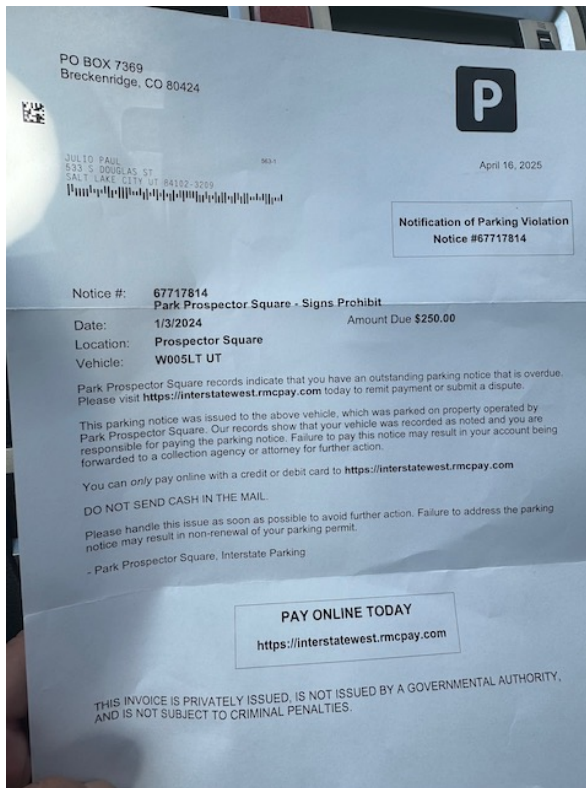 PO BOX 7369
Breckenridge, CO 80424
P
JULIO PAUL
533 S DOUGLAS ST
SALT LAKE CITY UT 84102-3209
563-1
April 16, 2025
Notification of Parking Violation
Notice #67717814
Notice #: 67717814
Park Prospector Square - Signs Prohibit
Date: 1/3/2024 Amount Due $250.00
Location: Prospector Square
Vehicle: W005LT UT
Park Prospector Square records indicate that you have an outstanding parking notice that is overdue.
Please visit https://interstatewest.rmcpay.com today to remit payment or submit a dispute.
This parking notice was issued to the above vehicle, which was parked on property operated by
Park Prospector Square. Our records show that your vehicle was recorded as noted and you are
responsible for paying the parking notice. Failure to pay this notice may result in your account being
forwarded to a collection agency or attorney for further action.
You can only pay online with a credit or debit card to https://interstatewest.rmcpay.com
DO NOT SEND CASH IN THE MAIL.
Please handle this issue as soon as possible to avoid further action. Failure to address the parking
notice may result in non-renewal of your parking permit.
- Park Prospector Square, Interstate Parking
PAY ONLINE TODAY
https://interstatewest.rmcpay.com
THIS INVOICE IS PRIVATELY ISSUED, IS NOT ISSUED BY A GOVERNMENTAL AUTHORITY,
AND IS NOT SUBJECT TO CRIMINAL PENALTIES.